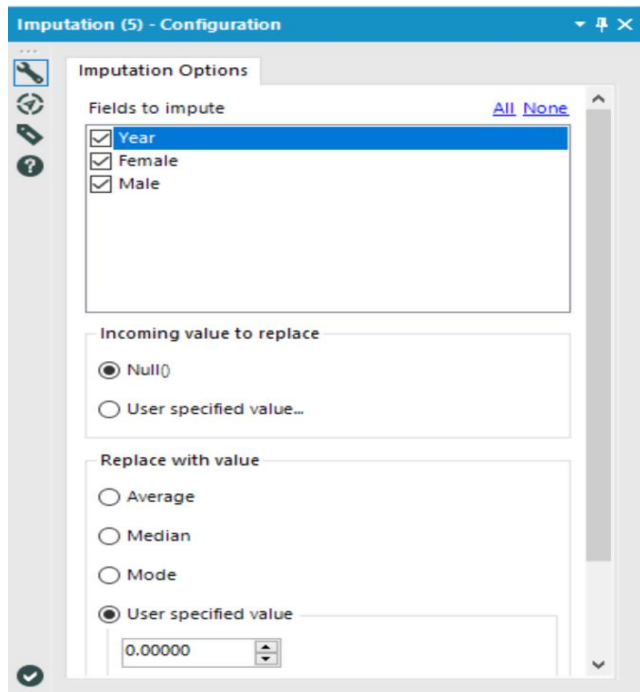 Imputation (5) - Configuration
Imputation Options
Fields to impute All None
Year
Female
Male
Incoming value to replace
Null()
User specified value...
Replace with value
Average
Median
Mode
User specified value
0.00000